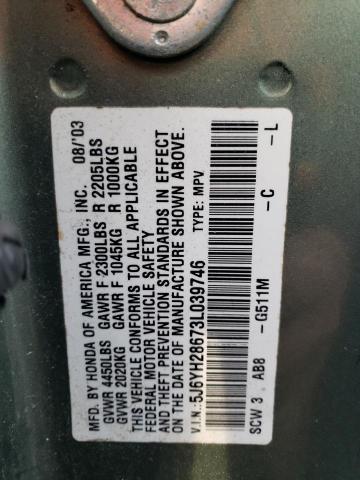 MFD. BY HONDA OF AMERICA MFG., INC. 08/'03
GVWR 4450LBS GAWR F 2300LBS R 2205LBS
GVWR 2020KG GAWR F 1045KG R 1000KG
THIS VEHICLE CONFORMS TO ALL APPLICABLE
FEDERAL MOTOR VEHICLE SAFETY
AND THEFT PREVENTION STANDARDS IN EFFECT
ON THE DATE OF MANUFACTURE SHOWN ABOVE.
V.I.N.: 5J6YH28673L039746 TYPE: MPV
SCW 3 AB8 - G511M - C - L